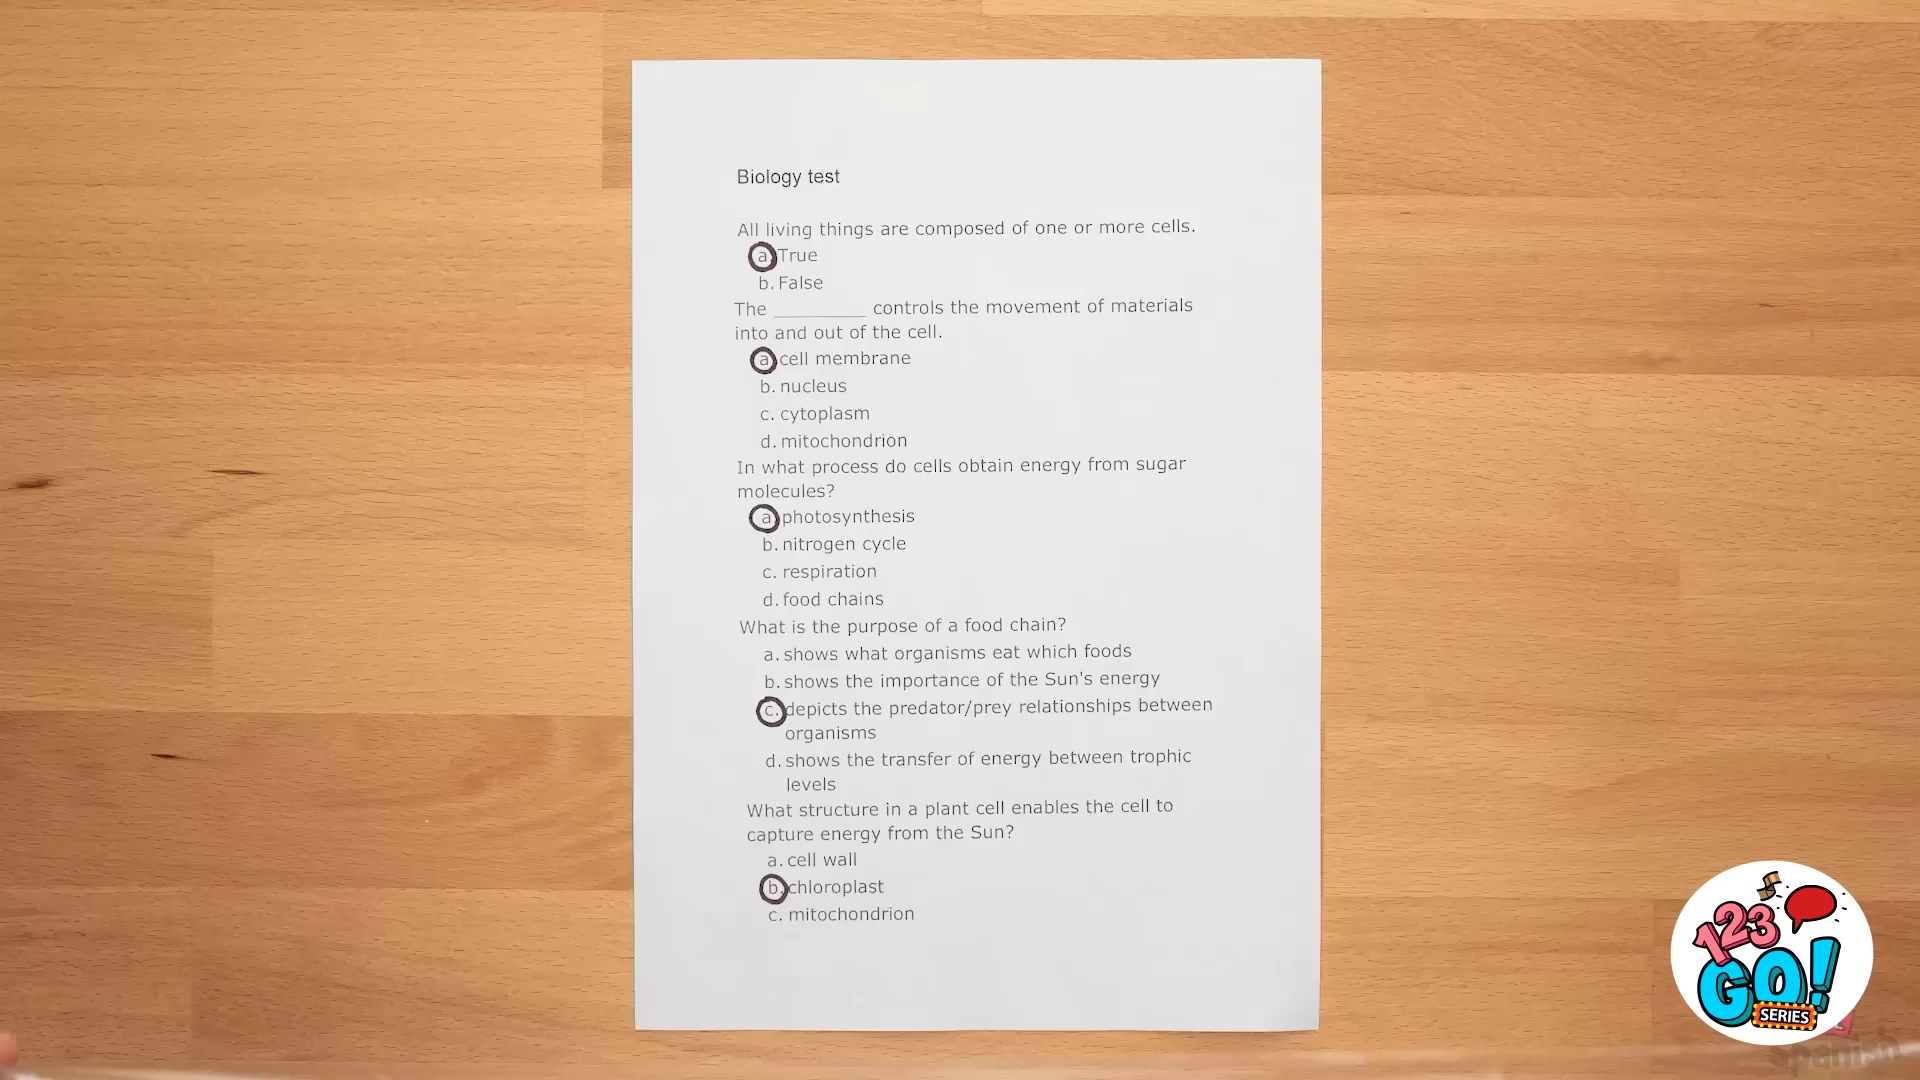 Biology test
All living things are composed of one or more cells.
a. True
b. False
The __________ controls the movement of materials
into and out of the cell.
a. cell membrane
b. nucleus
c. cytoplasm
d. mitochondrion
In what process do cells obtain energy from sugar
molecules?
a. photosynthesis
b. nitrogen cycle
c. respiration
d. food chains
What is the purpose of a food chain?
a. shows what organisms eat which foods
b. shows the importance of the Sun's energy
c. depicts the predator/prey relationships between
organisms
d. shows the transfer of energy between trophic
levels
What structure in a plant cell enables the cell to
capture energy from the Sun?
a. cell wall
b. chloroplast
c. mitochondrion
123
GO!
SERIES
Spanish